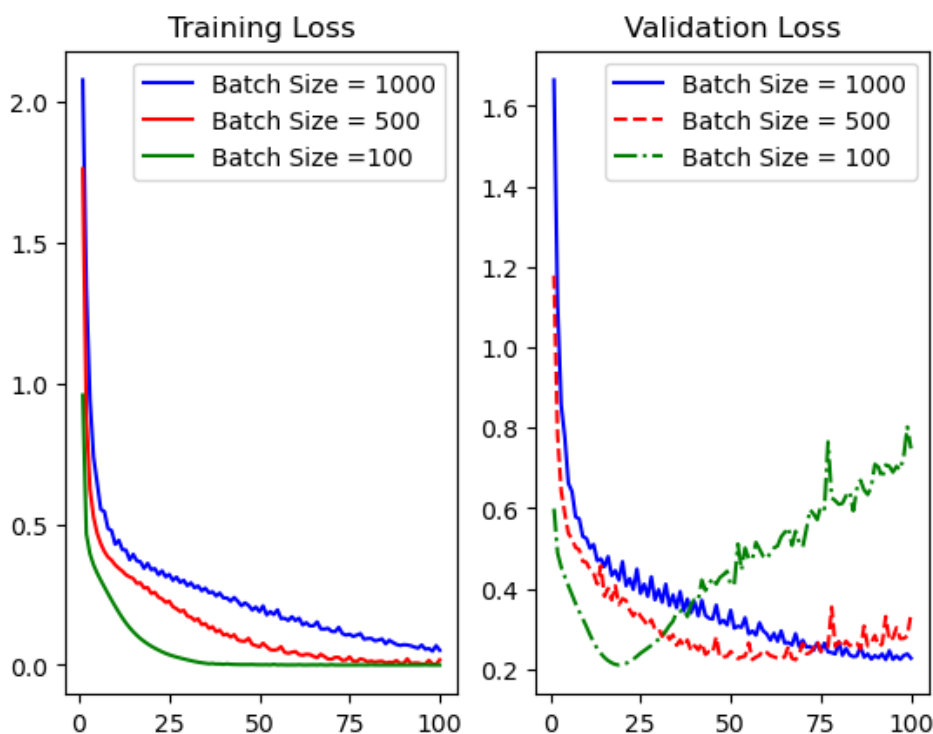 Training Loss
Batch Size = 1000
Batch Size = 500
Batch Size =100
2.0
1.5
1.0
0.5
0.0
0 25 50 75 100
Validation Loss
Batch Size = 1000
Batch Size = 500
Batch Size = 100
1.6
1.4
1.2
1.0
0.8
0.6
0.4
0.2
0 25 50 75 100